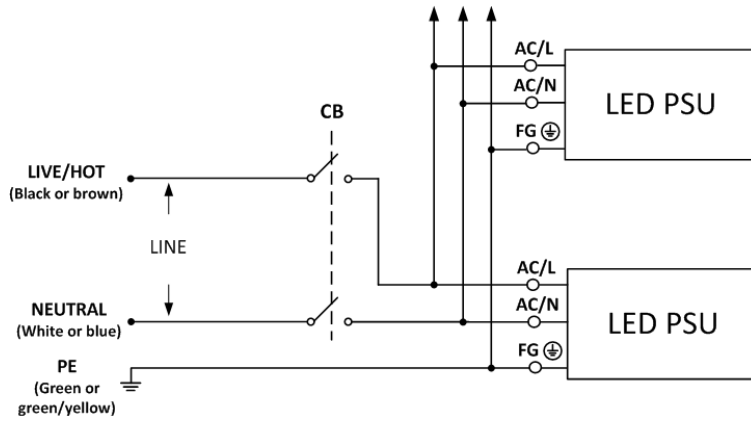 AC/L
AC/N
FG
LED PSU
CB
LIVE/HOT
(Black or brown)
LINE
NEUTRAL
(White or blue)
PE
(Green or
green/yellow)
AC/L
AC/N
FG
LED PSU